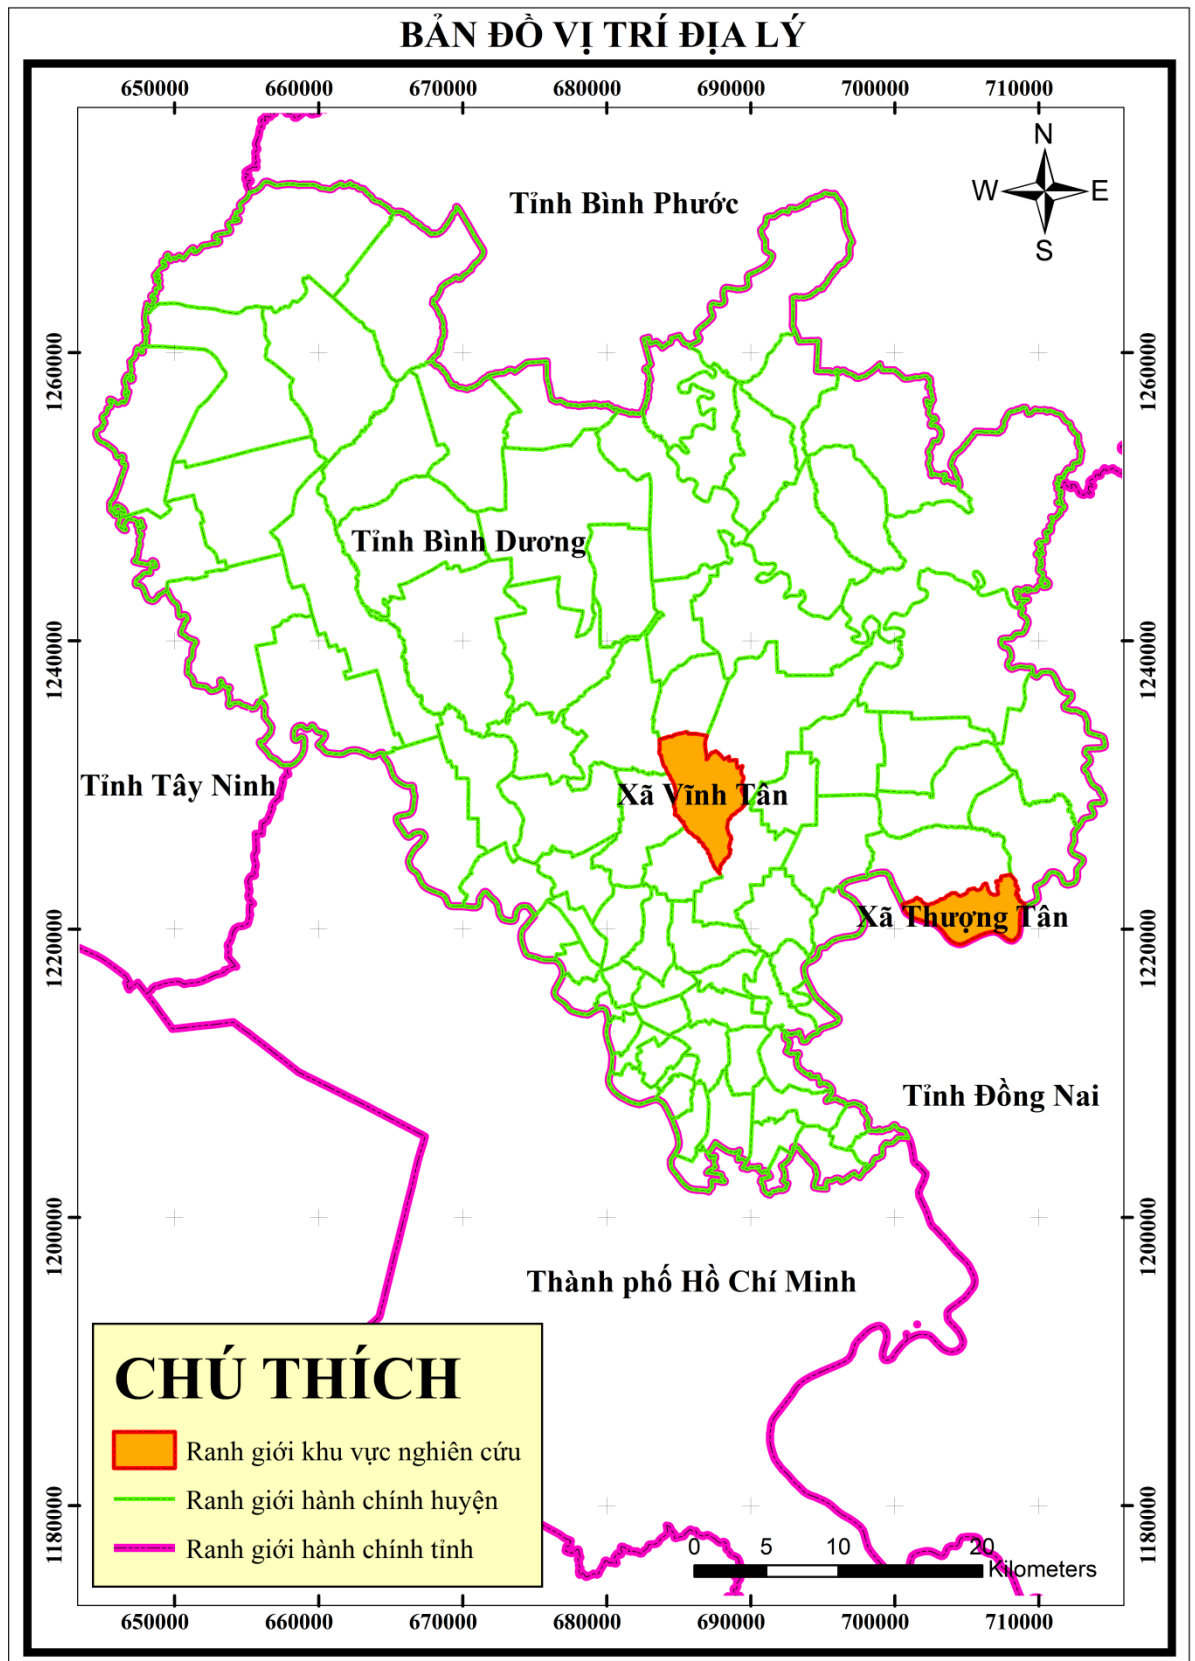 BẢN ĐỒ VỊ TRÍ ĐỊA LÝ
650000 660000 670000 680000 690000 700000 710000
N
W E
S
Tỉnh Bình Phước
1260000 1260000
Tỉnh Bình Dương
1240000 1240000
Tỉnh Tây Ninh
Xã Vĩnh Tân
Xã Thượng Tân
1220000 1220000
Tỉnh Đồng Nai
1200000 1200000
Thành phố Hồ Chí Minh
CHÚ THÍCH
Ranh giới khu vực nghiên cứu
Ranh giới hành chính huyện
Ranh giới hành chính tỉnh
1180000 1180000
0 5 10 20
Kilometers
650000 660000 670000 680000 690000 700000 710000